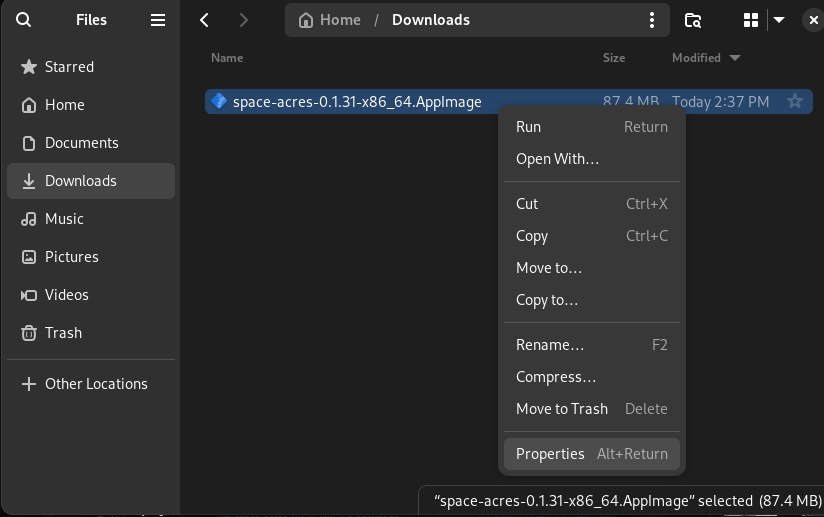 Files
Home / Downloads
Name Size Modified
Starred
Home
Documents
Downloads
Music
Pictures
Videos
Trash
Other Locations
space-acres-0.1.31-x86_64.AppImage 87.4 MB Today 2:37 PM
Run Return
Open With…
Cut Ctrl+X
Copy Ctrl+C
Move to…
Copy to…
Rename… F2
Compress…
Move to Trash Delete
Properties Alt+Return
“space-acres-0.1.31-x86_64.AppImage” selected (87.4 MB)